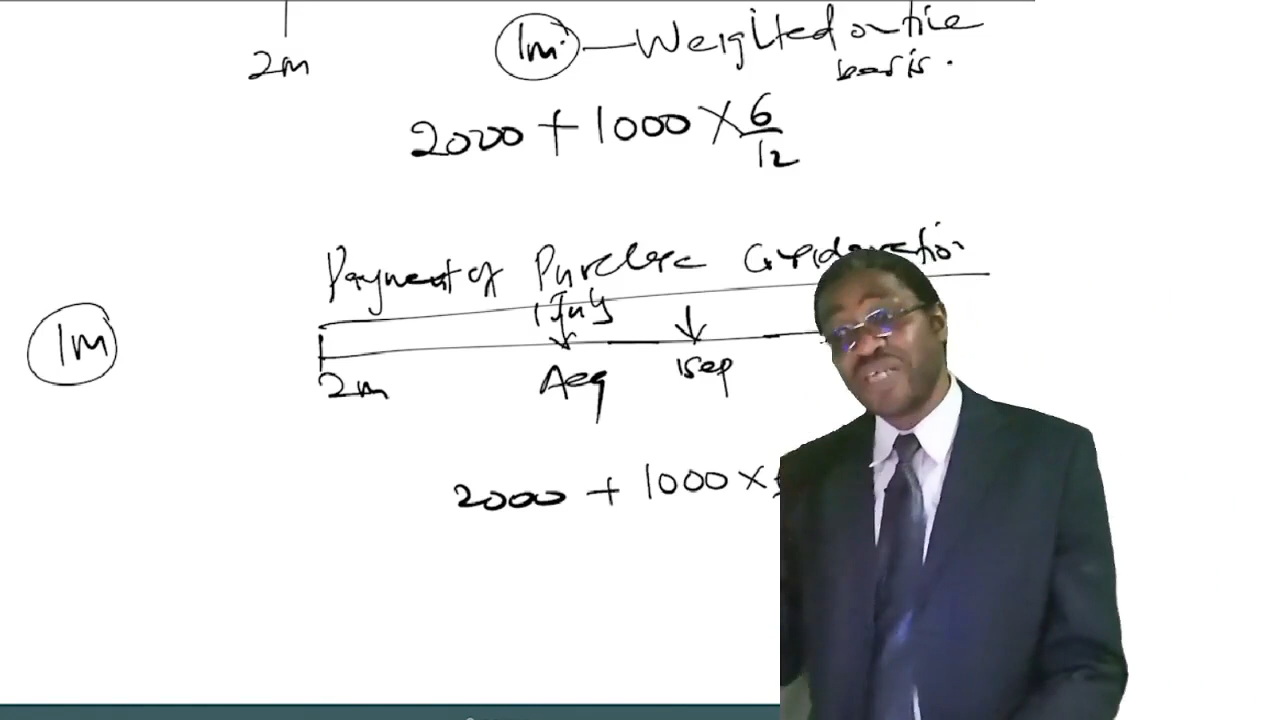 1m. — Weighted on time
2m basis.
2000 + 1000 × 6/12
Payment of Purchase Consideration
1 July
1m
2m Acq 1 Sep
2000 + 1000 ×